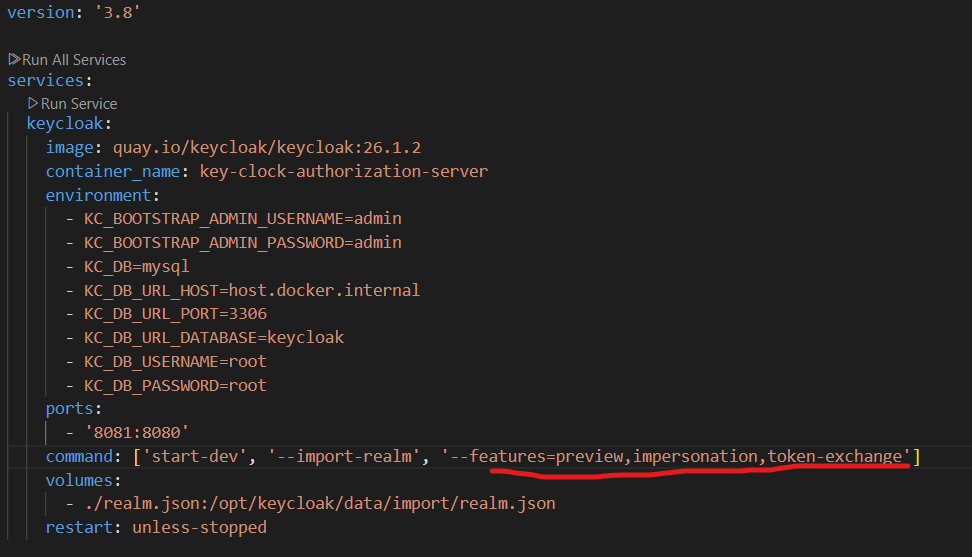 version: '3.8'
Run All Services
services:
Run Service
keycloak:
image: quay.io/keycloak/keycloak:26.1.2
container_name: key-clock-authorization-server
environment:
- KC_BOOTSTRAP_ADMIN_USERNAME=admin
- KC_BOOTSTRAP_ADMIN_PASSWORD=admin
- KC_DB=mysql
- KC_DB_URL_HOST=host.docker.internal
- KC_DB_URL_PORT=3306
- KC_DB_URL_DATABASE=keycloak
- KC_DB_USERNAME=root
- KC_DB_PASSWORD=root
ports:
- '8081:8080'
command: ['start-dev', '--import-realm', '--features=preview,impersonation,token-exchange']
volumes:
- ./realm.json:/opt/keycloak/data/import/realm.json
restart: unless-stopped